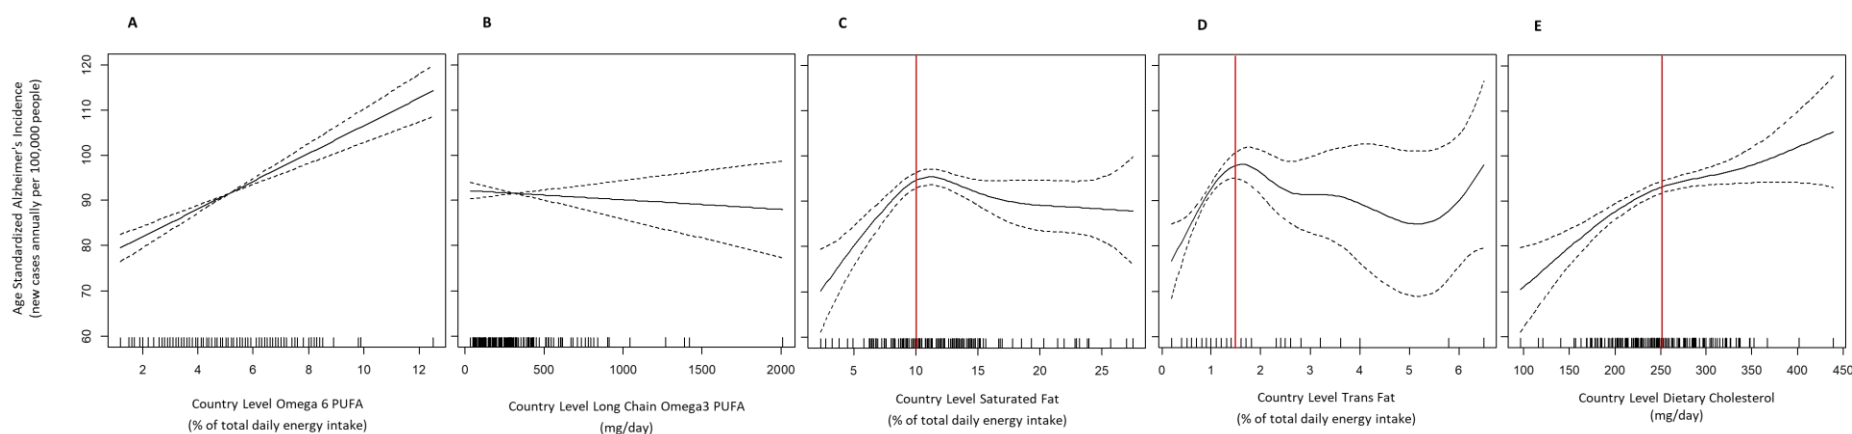 A B C D E
Age Standardized Alzheimer's Incidence
(new cases annually per 100,000 people)
120
110
100
90
80
70
60
2 4 6 8 10 12
0 500 1000 1500 2000
5 10 15 20 25
0 1 2 3 4 5 6
100 150 200 250 300 350 400 450
Country Level Omega 6 PUFA
(% of total daily energy intake)
Country Level Long Chain Omega3 PUFA
(mg/day)
Country Level Saturated Fat
(% of total daily energy intake)
Country Level Trans Fat
(% of total daily energy intake)
Country Level Dietary Cholesterol
(mg/day)